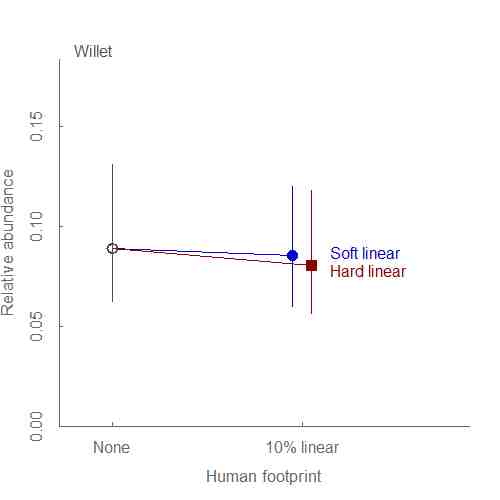 Willet
Relative abundance
0.15
0.10
0.05
0.00
Soft linear
Hard linear
None
10% linear
Human footprint